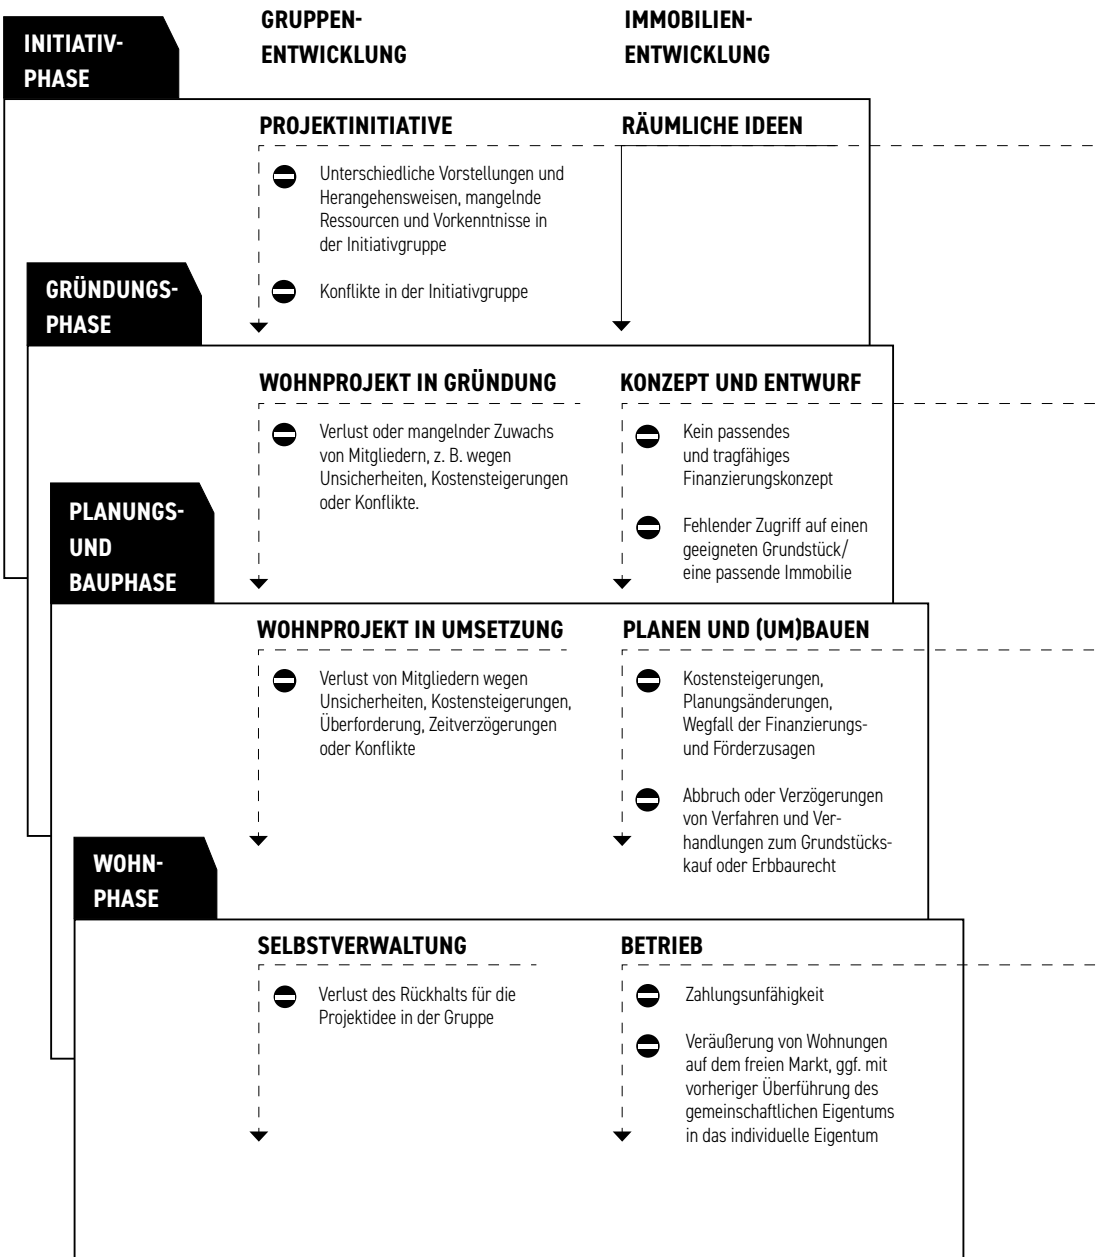 GRUPPEN-
ENTWICKLUNG
IMMOBILIEN-
ENTWICKLUNG
INITIATIV-
PHASE
PROJEKTINITIATIVE
Unterschiedliche Vorstellungen und
Herangehensweisen, mangelnde
Ressourcen und Vorkenntnisse in
der Initiativgruppe
Konflikte in der Initiativgruppe
RÄUMLICHE IDEEN
GRÜNDUNGS-
PHASE
WOHNPROJEKT IN GRÜNDUNG
Verlust oder mangelnder Zuwachs
von Mitgliedern, z. B. wegen
Unsicherheiten, Kostensteigerungen
oder Konflikte.
KONZEPT UND ENTWURF
Kein passendes
und tragfähiges
Finanzierungskonzept
Fehlender Zugriff auf einen
geeigneten Grundstück/
eine passende Immobilie
PLANUNGS-
UND
BAUPHASE
WOHNPROJEKT IN UMSETZUNG
Verlust von Mitgliedern wegen
Unsicherheiten, Kostensteigerungen,
Überforderung, Zeitverzögerungen
oder Konflikte
PLANEN UND (UM)BAUEN
Kostensteigerungen,
Planungsänderungen,
Wegfall der Finanzierungs-
und Förderzusagen
Abbruch oder Verzögerungen
von Verfahren und Ver-
handlungen zum Grundstücks-
kauf oder Erbbaurecht
WOHN-
PHASE
SELBSTVERWALTUNG
Verlust des Rückhalts für die
Projektidee in der Gruppe
BETRIEB
Zahlungsunfähigkeit
Veräußerung von Wohnungen
auf dem freien Markt, ggf. mit
vorheriger Überführung des
gemeinschaftlichen Eigentums
in das individuelle Eigentum